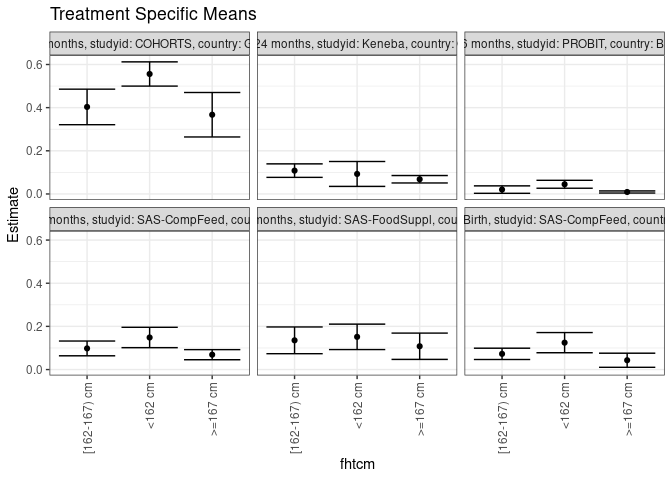 Treatment Specific Means
months, studyid: COHORTS, country: G
24 months, studyid: Keneba, country:
6 months, studyid: PROBIT, country: B
0.6
0.4
0.2
0.0
months, studyid: SAS-CompFeed, cou
months, studyid: SAS-FoodSuppl, cou
Birth, studyid: SAS-CompFeed, countr
0.6
0.4
0.2
0.0
Estimate
[162-167) cm
<162 cm
>=167 cm
[162-167) cm
<162 cm
>=167 cm
[162-167) cm
<162 cm
>=167 cm
fhtcm